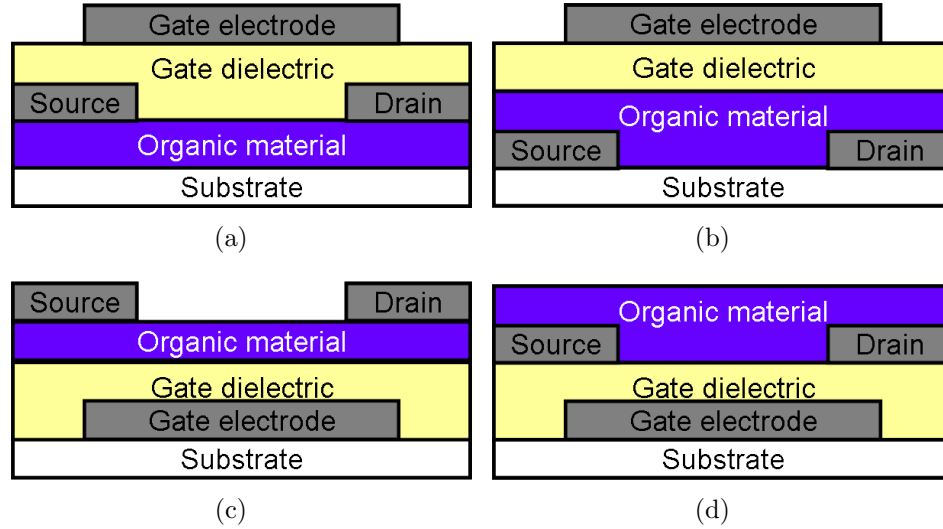 Gate electrode
Gate dielectric
Source
Drain
Organic material
Substrate
(a)
Gate electrode
Gate dielectric
Organic material
Source
Drain
Substrate
(b)
Source
Drain
Organic material
Gate dielectric
Gate electrode
Substrate
(c)
Organic material
Source
Drain
Gate dielectric
Gate electrode
Substrate
(d)